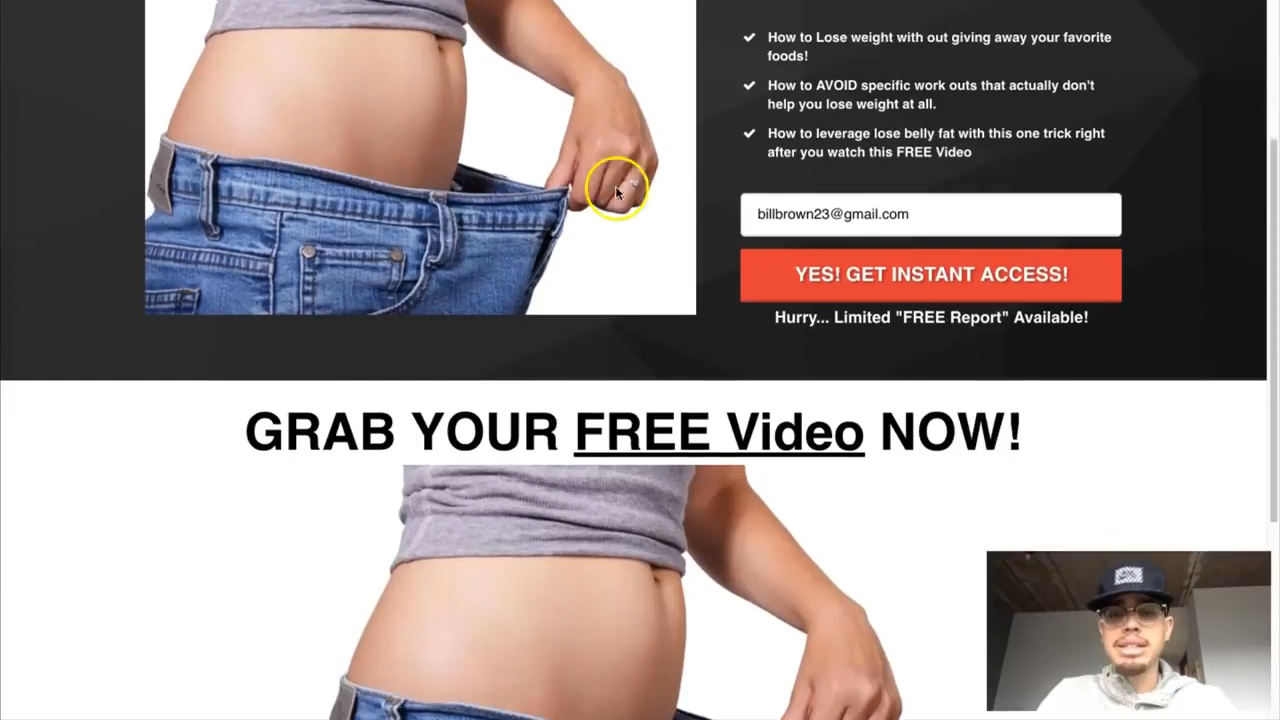 How to Lose weight with out giving away your favorite
foods!
How to AVOID specific work outs that actually don't
help you lose weight at all.
How to leverage lose belly fat with this one trick right
after you watch this FREE Video
billbrown23@gmail.com
YES! GET INSTANT ACCESS!
Hurry... Limited "FREE Report" Available!
GRAB YOUR FREE Video NOW!